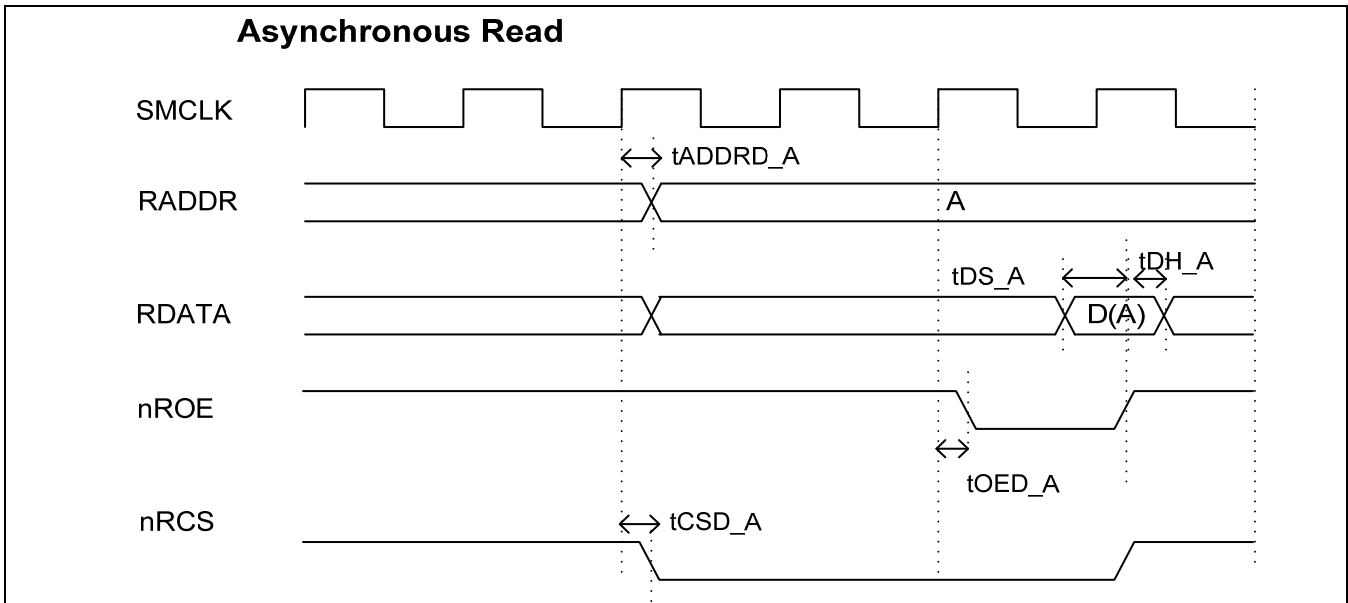 Asynchronous Read
SMCLK
tADDRD_A
RADDR
A
tDS_A
tDH_A
RDATA
D(A)
nROE
tOED_A
nRCS
tCSD_A